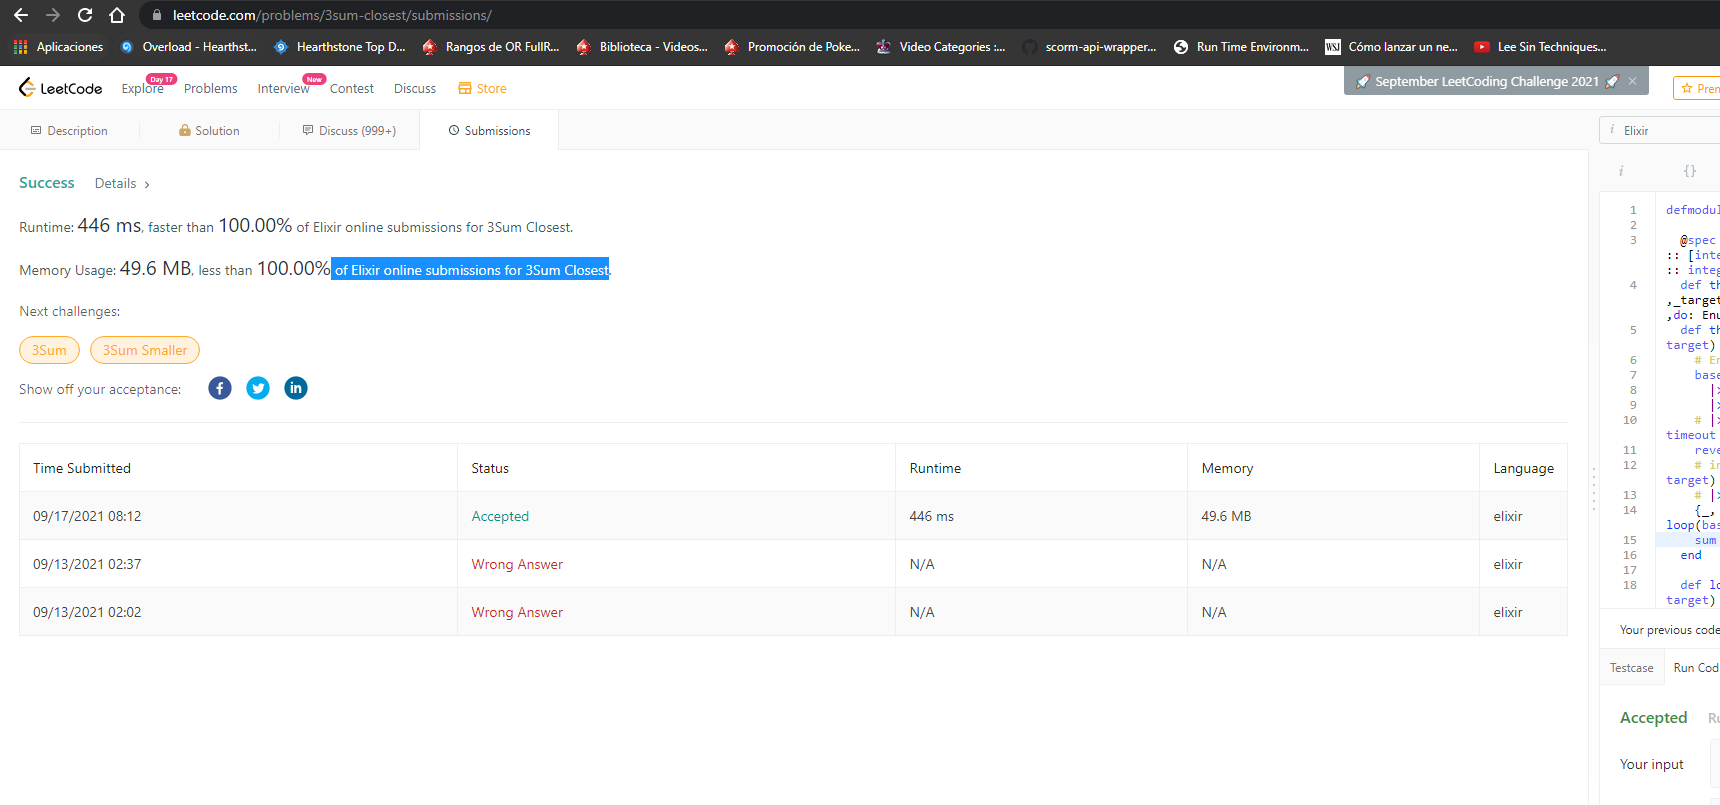 leetcode.com/problems/3sum-closest/submissions/
Aplicaciones Overload - Hearthst... Hearthstone Top D... Rangos de OR FullR... Biblioteca - Videos... Promoción de Poke... Video Categories :... scorm-api-wrapper... Run Time Environm... WSJ Cómo lanzar un ne... Lee Sin Techniques...
LeetCode Explore Day 17 Problems Interview New Contest Discuss Store 🚀 September LeetCoding Challenge 2021 🚀 × ☆ Prem
Description Solution Discuss (999+) Submissions i Elixir
Success Details >
Runtime: 446 ms, faster than 100.00% of Elixir online submissions for 3Sum Closest.
Memory Usage: 49.6 MB, less than 100.00% of Elixir online submissions for 3Sum Closest.
Next challenges:
3Sum 3Sum Smaller
Show off your acceptance:
Time Submitted Status Runtime Memory Language
09/17/2021 08:12 Accepted 446 ms 49.6 MB elixir
09/13/2021 02:37 Wrong Answer N/A N/A elixir
09/13/2021 02:02 Wrong Answer N/A N/A elixir
i {}
1 defmodul
2
3 @spec
:: [inte
:: integ
4 def th
,_target
,do: Enu
5 def th
target)
6 # En
7 base
8 |>
9 |>
10 # |>
timeout
11 reve
12 # in
target)
13 # |>
14 {_,
loop(bas
15 sum
16 end
17
18 def lo
target)
Your previous code
Testcase Run Cod
Accepted Ru
Your input